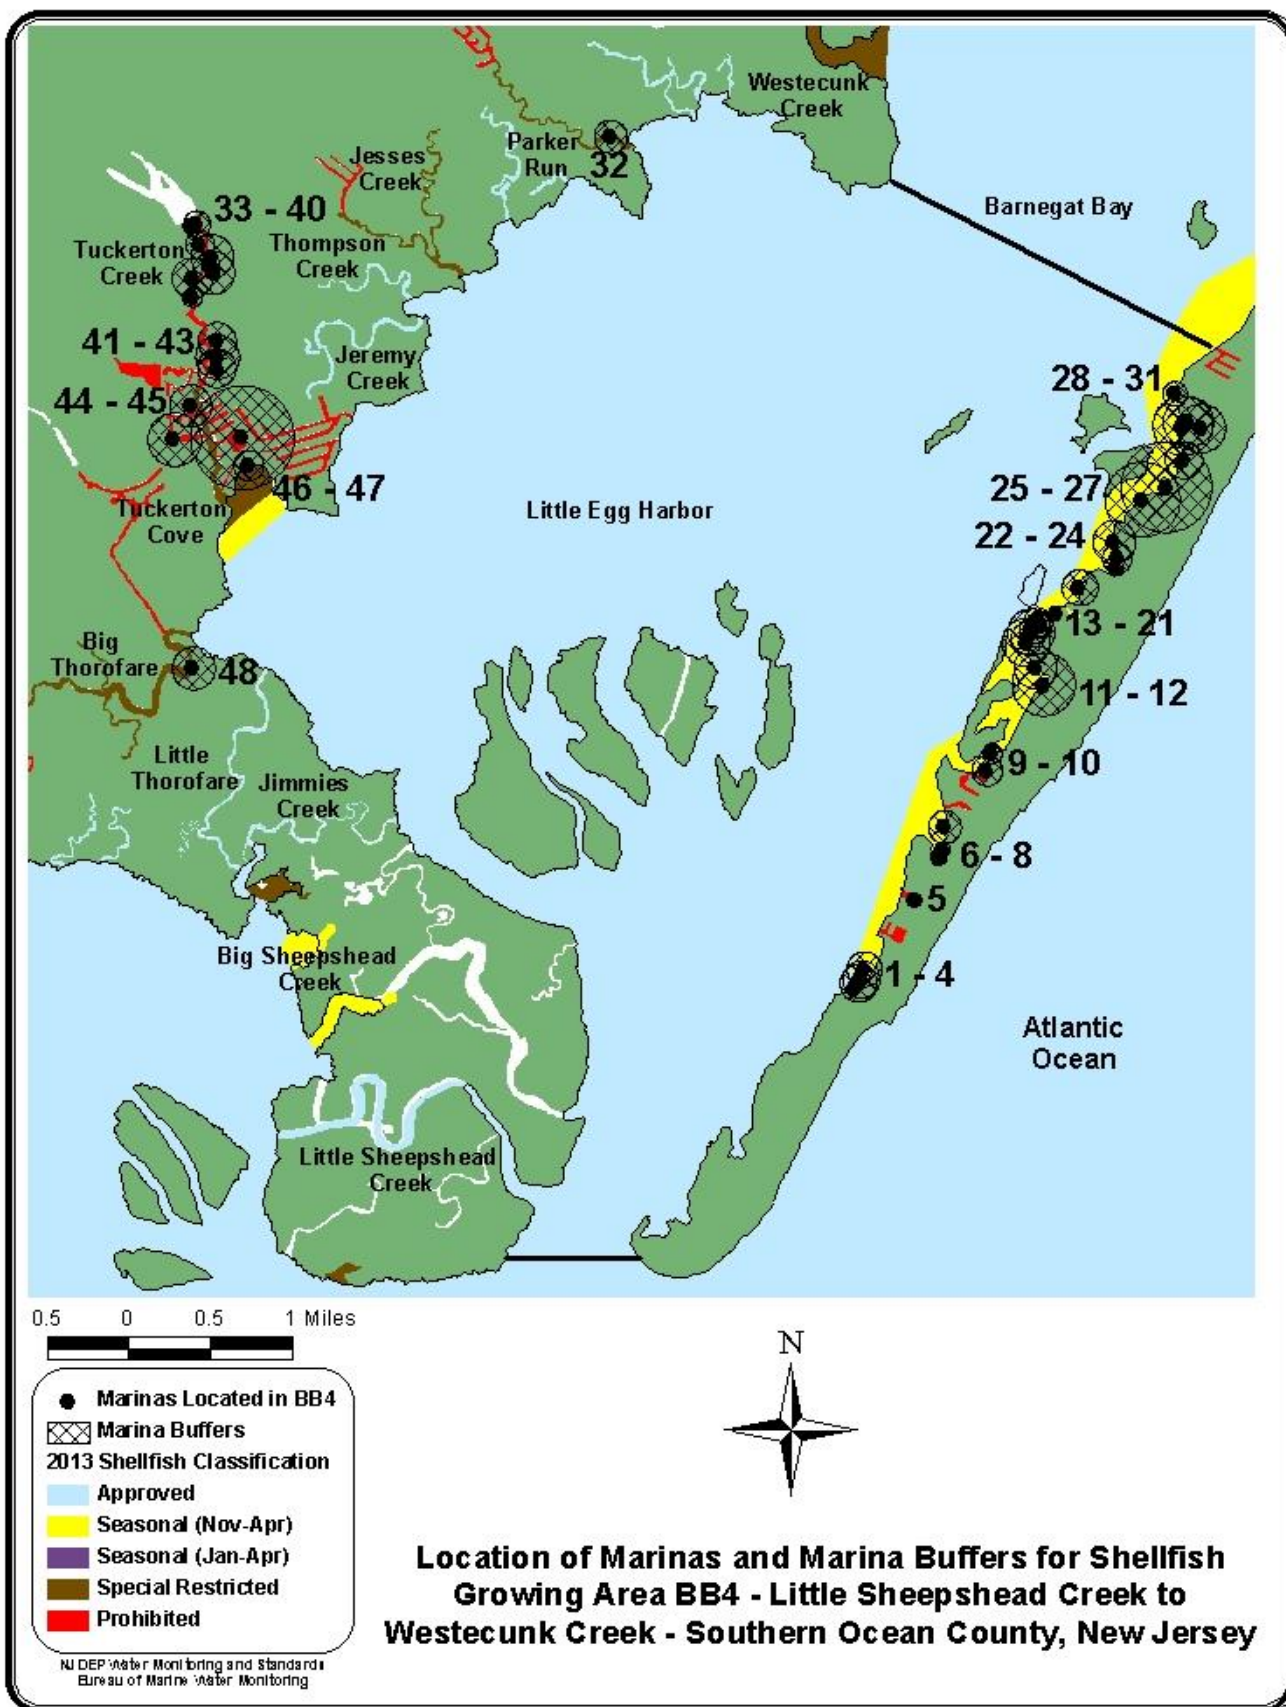 Westecunk
Creek
Parker
Run
32
Jesses
Creek
Barnegat Bay
33 - 40
Tuckerton
Creek
Thompson
Creek
41 - 43
Jeremy
Creek
28 - 31
44 - 45
46 - 47
25 - 27
Tuckerton
Cove
Little Egg Harbor
22 - 24
13 - 21
Big
Thorofare
48
11 - 12
Little
Thorofare
Jimmies
Creek
9 - 10
6 - 8
5
Big Sheepshead
Creek
1 - 4
Atlantic
Ocean
Little Sheepshead
Creek
0.5 0 0.5 1 Miles
N
Marinas Located in BB4
Marina Buffers
2013 Shellfish Classification
Approved
Seasonal (Nov-Apr)
Seasonal (Jan-Apr)
Special Restricted
Prohibited
NJ DEP Water Monitoring and Standards
Bureau of Marine Water Monitoring
Location of Marinas and Marina Buffers for Shellfish
Growing Area BB4 - Little Sheepshead Creek to
Westecunk Creek - Southern Ocean County, New Jersey